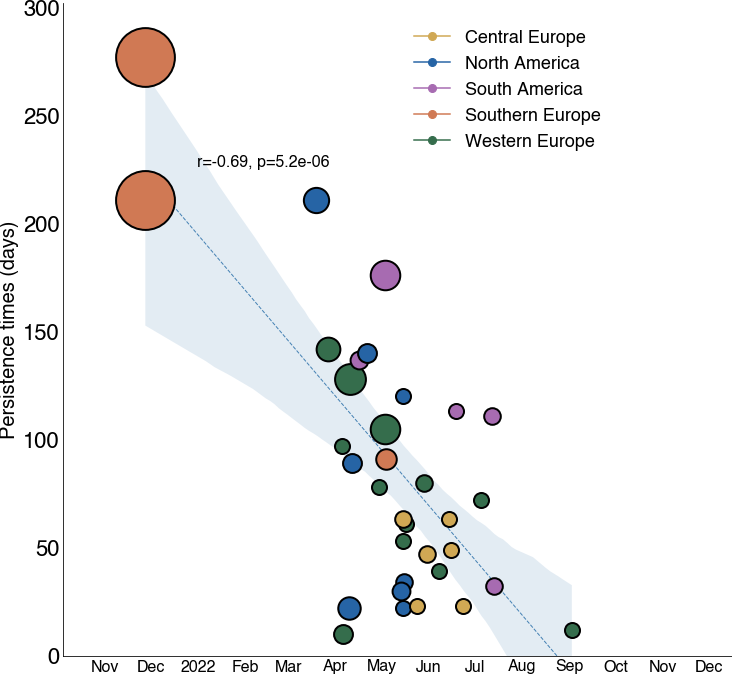 300
250
200
150
100
50
0
Persistence times (days)
Central Europe
North America
South America
Southern Europe
Western Europe
r=-0.69, p=5.2e-06
Nov Dec 2022 Feb Mar Apr May Jun Jul Aug Sep Oct Nov Dec